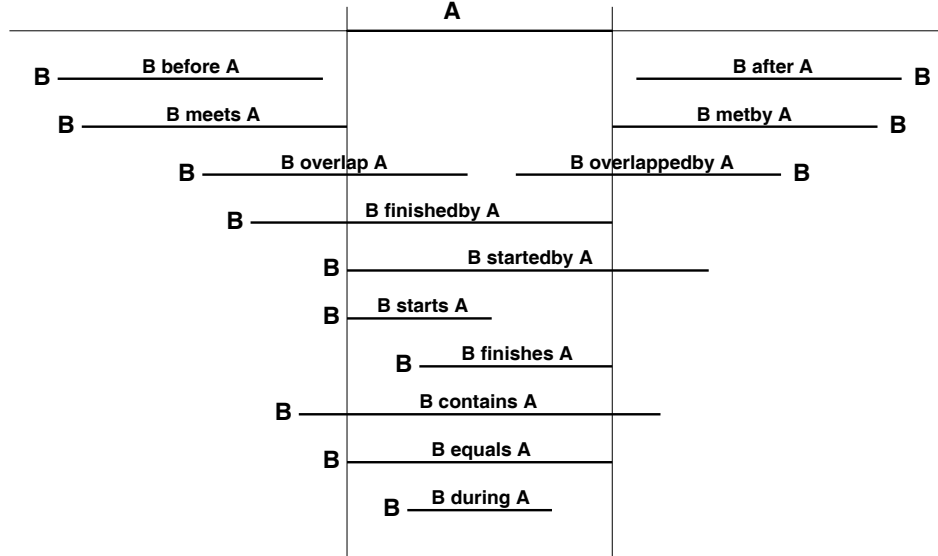 A
B B before A B after A B
B B meets A B metby A B
B B overlap A B overlappedby A B
B B finishedby A
B B startedby A
B B starts A
B B finishes A
B B contains A
B B equals A
B B during A